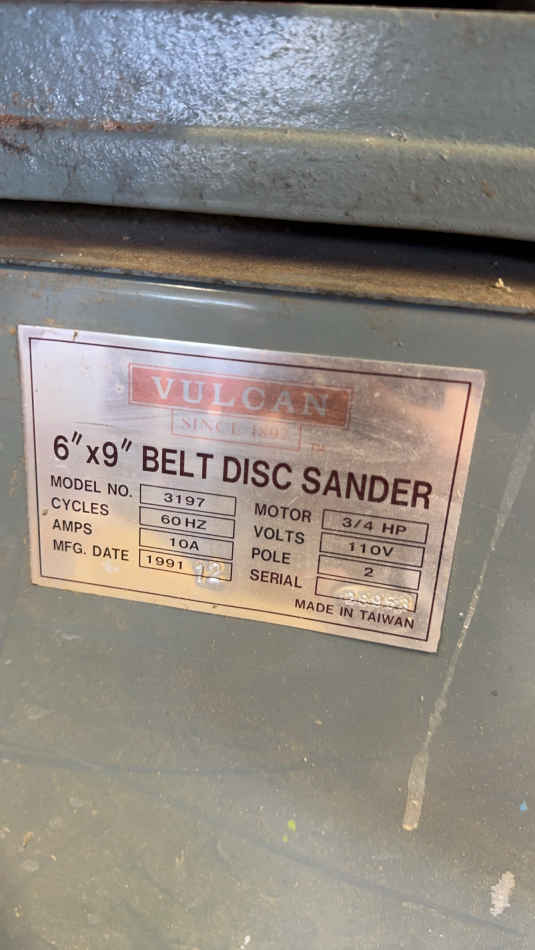 VULCAN
SINCE 1897
6"x9" BELT DISC SANDER
MODEL NO. 3197 MOTOR 3/4 HP
CYCLES 60 HZ VOLTS 110V
AMPS 10A POLE 2
MFG. DATE 1991 12 SERIAL
MADE IN TAIWAN